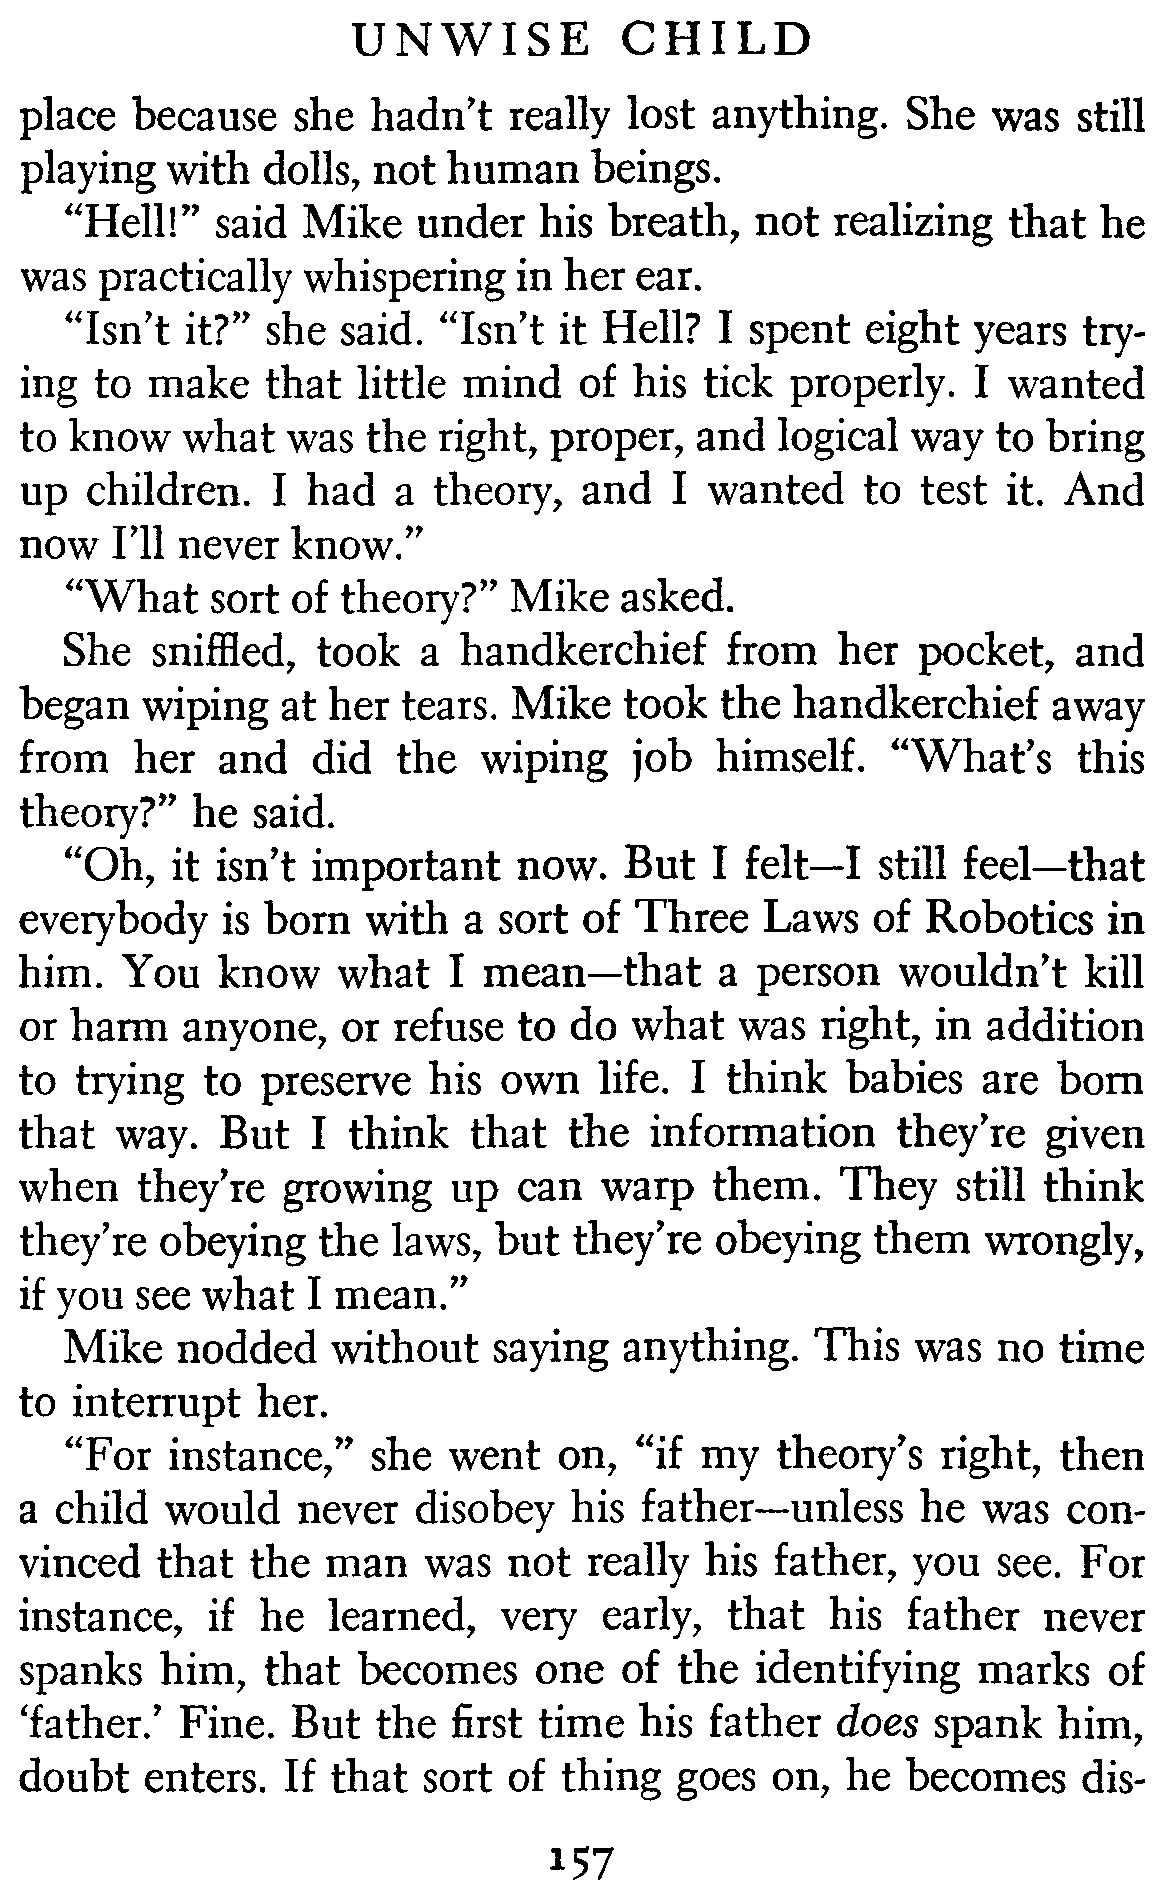 UNWISE CHILD
place because she hadn't really lost anything. She was still
playing with dolls, not human beings.
“Hell!” said Mike under his breath, not realizing that he
was practically whispering in her ear.
“Isn't it?” she said. “Isn't it Hell? I spent eight years try-
ing to make that little mind of his tick properly. I wanted
to know what was the right, proper, and logical way to bring
up children. I had a theory, and I wanted to test it. And
now I'll never know.”
“What sort of theory?” Mike asked.
She sniffled, took a handkerchief from her pocket, and
began wiping at her tears. Mike took the handkerchief away
from her and did the wiping job himself. “What's this
theory?” he said.
“Oh, it isn't important now. But I felt—I still feel—that
everybody is born with a sort of Three Laws of Robotics in
him. You know what I mean—that a person wouldn't kill
or harm anyone, or refuse to do what was right, in addition
to trying to preserve his own life. I think babies are born
that way. But I think that the information they're given
when they're growing up can warp them. They still think
they're obeying the laws, but they're obeying them wrongly,
if you see what I mean.”
Mike nodded without saying anything. This was no time
to interrupt her.
“For instance,” she went on, “if my theory's right, then
a child would never disobey his father—unless he was con-
vinced that the man was not really his father, you see. For
instance, if he learned, very early, that his father never
spanks him, that becomes one of the identifying marks of
‘father.’ Fine. But the first time his father does spank him,
doubt enters. If that sort of thing goes on, he becomes dis-
157